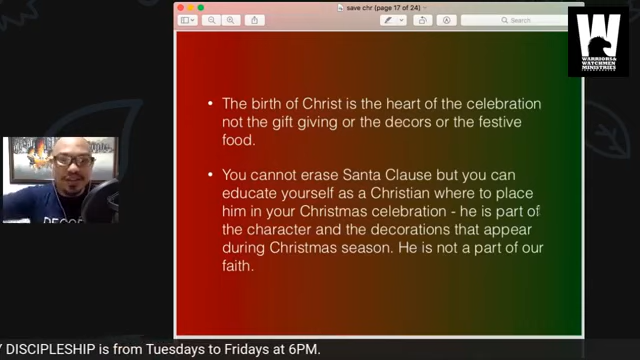 save chr (page 17 of 24)
Search
WARRIORS
& WATCHMEN
MINISTRIES
• The birth of Christ is the heart of the celebration
not the gift giving or the decors or the festive
food.
• You cannot erase Santa Clause but you can
educate yourself as a Christian where to place
him in your Christmas celebration - he is part of
the character and the decorations that appear
during Christmas season. He is not a part of our
faith.
Y DISCIPLESHIP is from Tuesdays to Fridays at 6PM.